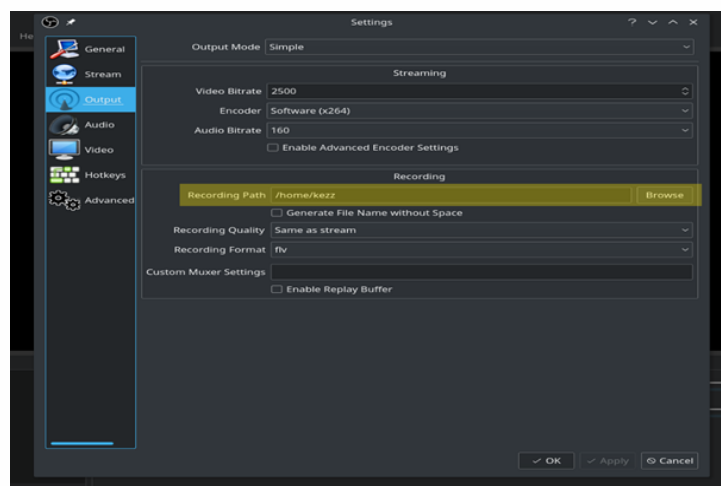 Settings
He
General
Stream
Output
Audio
Video
Hotkeys
Advanced
Output Mode Simple
Streaming
Video Bitrate 2500
Encoder Software (x264)
Audio Bitrate 160
Enable Advanced Encoder Settings
Recording
Recording Path /home/kezz Browse
Generate File Name without Space
Recording Quality Same as stream
Recording Format flv
Custom Muxer Settings
Enable Replay Buffer
OK Apply Cancel